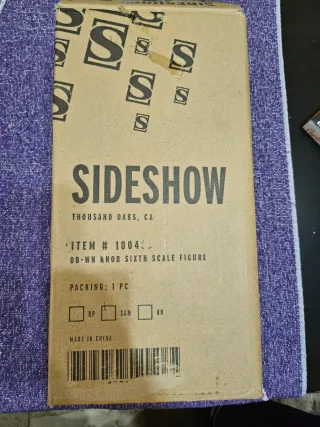 SIDESHOW
THOUSAND OAKS, CA
ITEM # 1004
OB-WN KNOB SIXTH SCALE FIGURE
PACKING: 1 PC
MADE IN CHINA